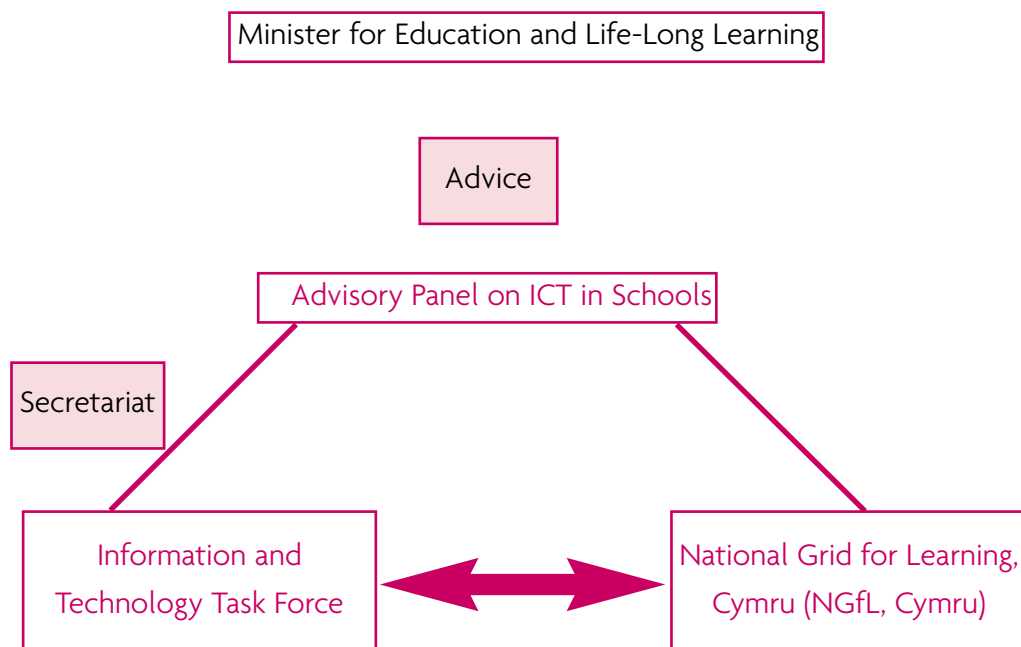 Minister for Education and Life-Long Learning
Advice
Advisory Panel on ICT in Schools
Secretariat
Information and
Technology Task Force
National Grid for Learning,
Cymru (NGfL, Cymru)